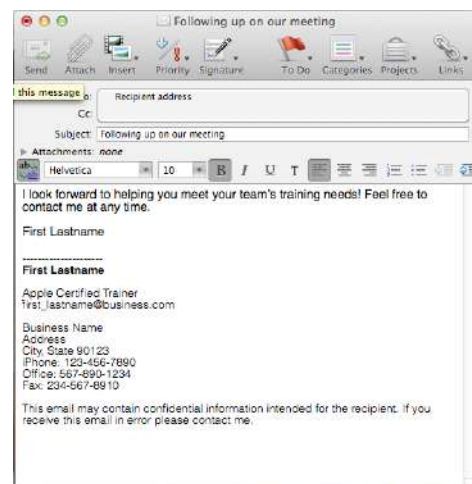 Following up on our meeting
Send Attach Insert Priority Signature To Do Categories Projects Links
this message
o: Recipient address
Cc:
Subject: Following up on our meeting
Attachments: none
ab Helvetica 10 B I U T
I look forward to helping you meet your team's training needs! Feel free to
contact me at any time.
First Lastname
---------------------
First Lastname
Apple Certified Trainer
first_lastname@business.com
Business Name
Address
City, State 90123
iPhone: 123-456-7890
Office: 567-890-1234
Fax: 234-567-8910
This email may contain confidential information intended for the recipient. If you
receive this email in error please contact me.